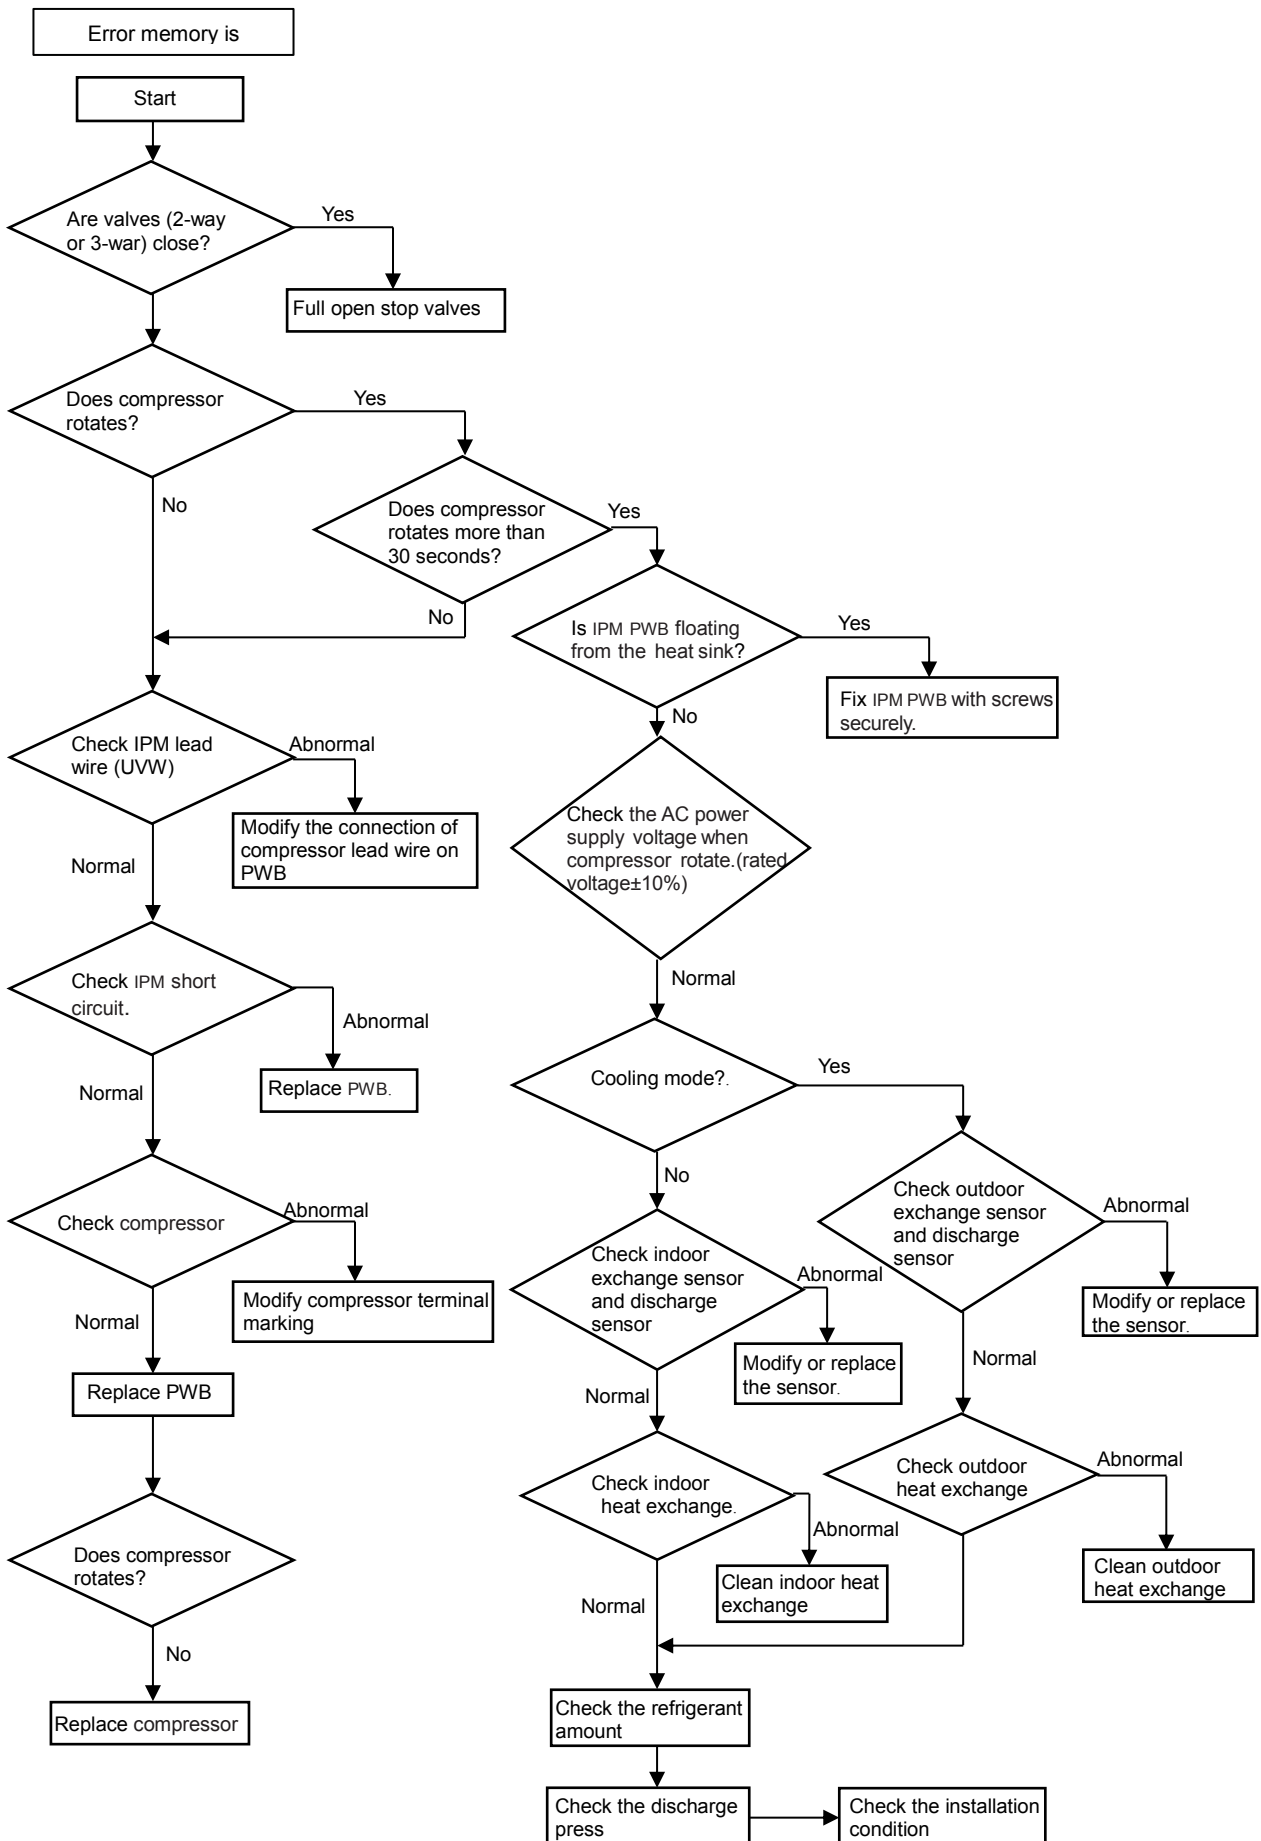 Error memory is
Start
Are valves (2-way
or 3-war) close?
Yes
Full open stop valves
Does compressor
rotates?
Yes
No
Does compressor
rotates more than
30 seconds?
Yes
No
Is IPM PWB floating
from the heat sink?
Yes
Fix IPM PWB with screws
securely.
No
Check IPM lead
wire (UVW)
Abnormal
Modify the connection of
compressor lead wire on
PWB
Normal
Check the AC power
supply voltage when
compressor rotate.(rated
voltage±10%)
Normal
Check IPM short
circuit.
Abnormal
Replace PWB.
Normal
Cooling mode?.
Yes
No
Check compressor
Abnormal
Modify compressor terminal
marking
Normal
Check indoor
exchange sensor
and discharge
sensor
Abnormal
Modify or replace
the sensor.
Normal
Check outdoor
exchange sensor
and discharge
sensor
Abnormal
Modify or replace
the sensor.
Normal
Replace PWB
Check indoor
heat exchange.
Abnormal
Clean indoor heat
exchange
Normal
Check outdoor
heat exchange
Abnormal
Clean outdoor
heat exchange
Does compressor
rotates?
No
Replace compressor
Check the refrigerant
amount
Check the discharge
press
Check the installation
condition